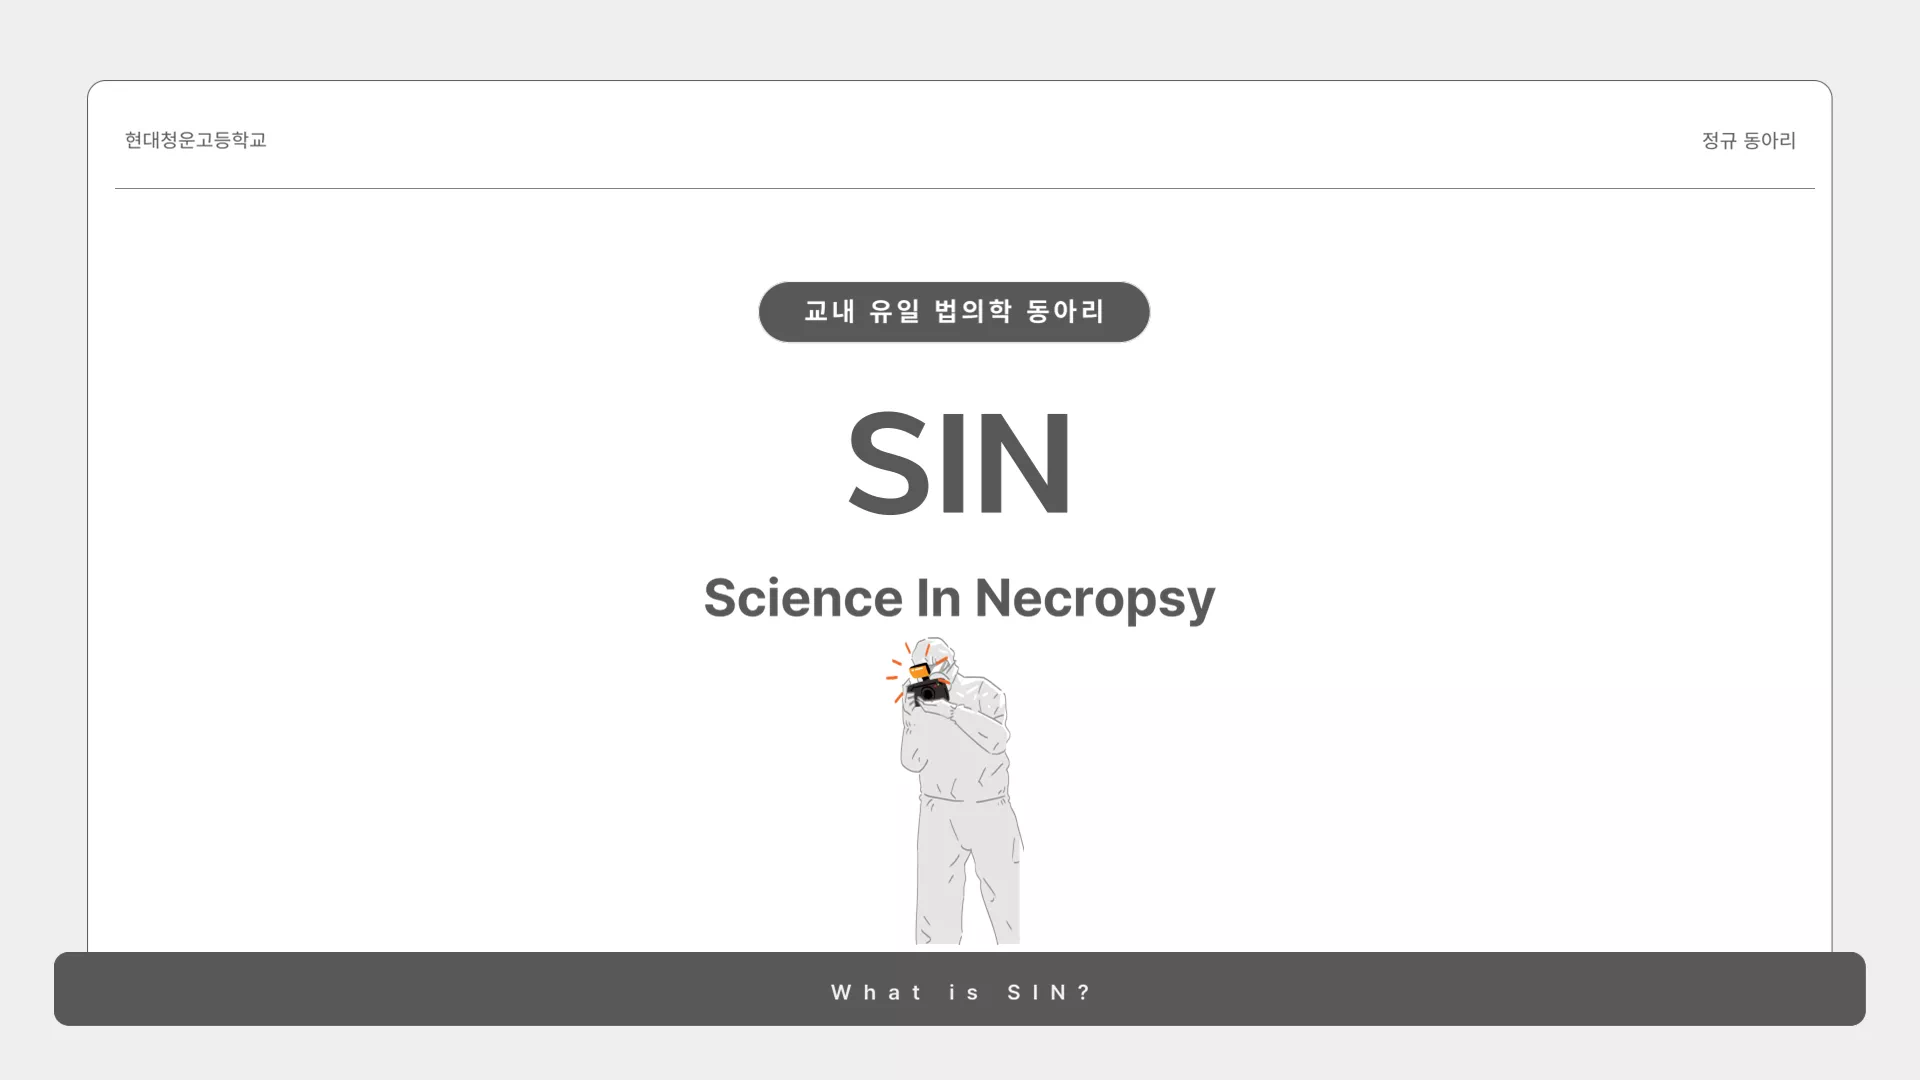 현대청운고등학교
정규 동아리
교내 유일 법의학 동아리
SIN
Science In Necropsy
What is SIN?